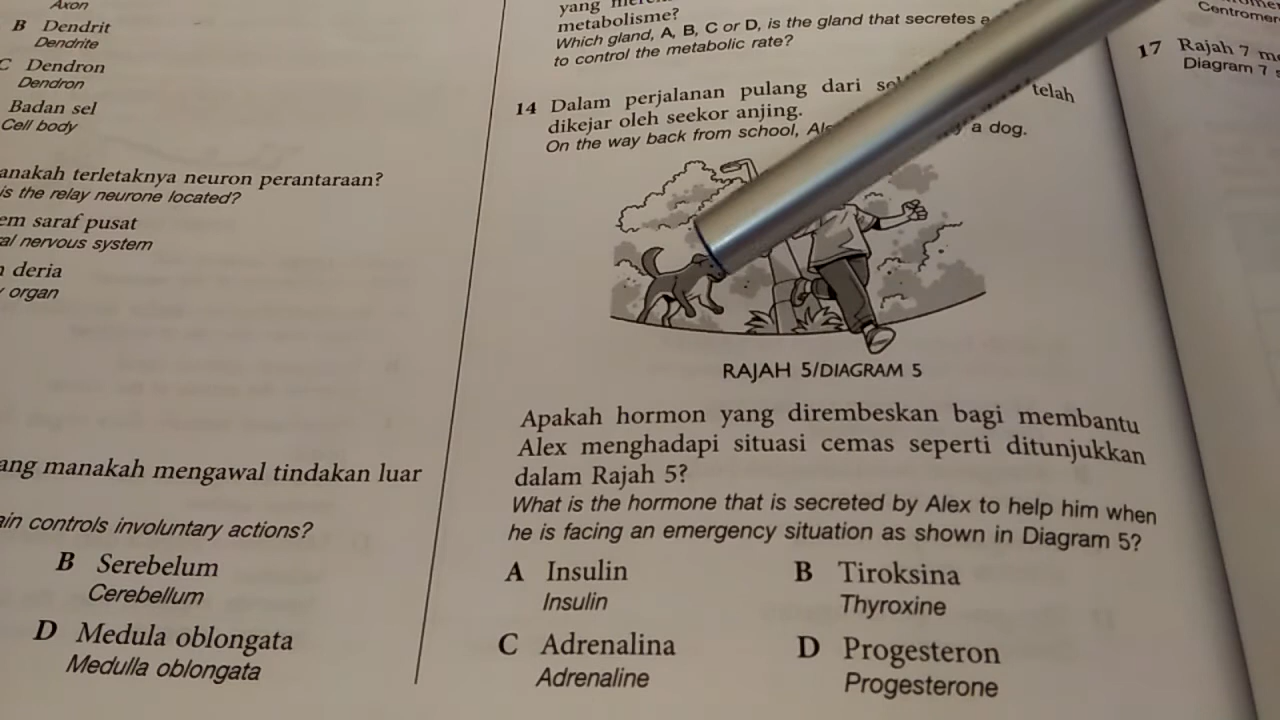 Axon
B Dendrit
Dendrite
C Dendron
Dendron
Badan sel
Cell body
anakah terletaknya neuron perantaraan?
is the relay neurone located?
em saraf pusat
al nervous system
deria
organ
ang manakah mengawal tindakan luar
ain controls involuntary actions?
B Serebelum
Cerebellum
D Medula oblongata
Medulla oblongata
yang
metabolisme?
Which gland, A, B, C or D, is the gland that secretes a
to control the metabolic rate?
14 Dalam perjalanan pulang dari telah
dikejar oleh seekor anjing.
On the way back from school, a dog.
RAJAH 5/DIAGRAM 5
Apakah hormon yang dirembeskan bagi membantu
Alex menghadapi situasi cemas seperti ditunjukkan
dalam Rajah 5?
What is the hormone that is secreted by Alex to help him when
he is facing an emergency situation as shown in Diagram 5?
A Insulin
Insulin
B Tiroksina
Thyroxine
C Adrenalina
Adrenaline
D Progesteron
Progesterone
17 Rajah 7
Diagram 7